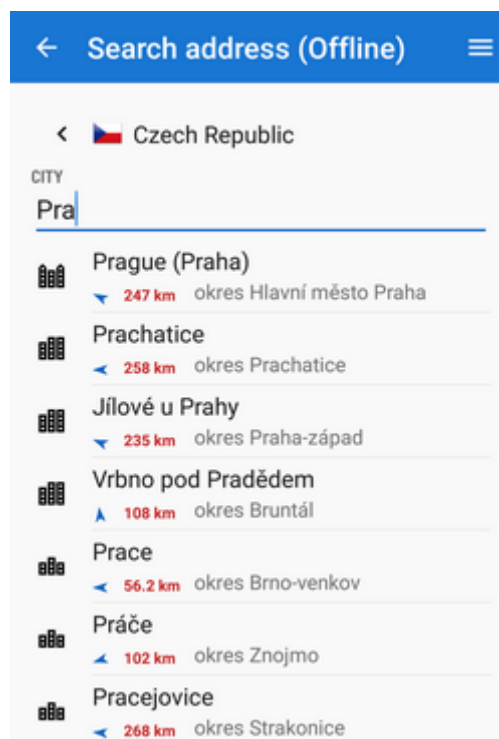 Search address (Offline)
Czech Republic
CITY
Pra
Prague (Praha)
247 km okres Hlavní město Praha
Prachatice
258 km okres Prachatice
Jílové u Prahy
235 km okres Praha-západ
Vrbno pod Pradědem
108 km okres Bruntál
Prace
56.2 km okres Brno-venkov
Práče
102 km okres Znojmo
Pracejovice
268 km okres Strakonice